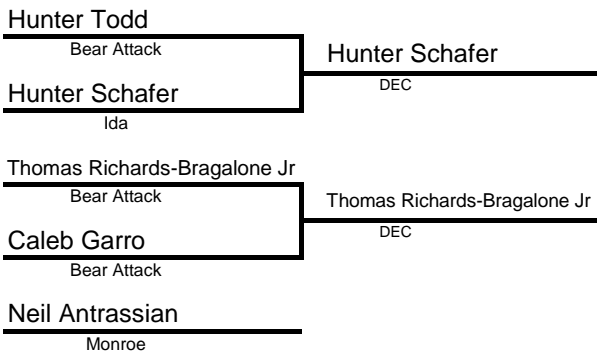 Hunter Todd
Bear Attack
Hunter Schafer
Ida
Hunter Schafer
DEC
Thomas Richards-Bragalone Jr
Bear Attack
Caleb Garro
Bear Attack
Thomas Richards-Bragalone Jr
DEC
Neil Antrassian
Monroe